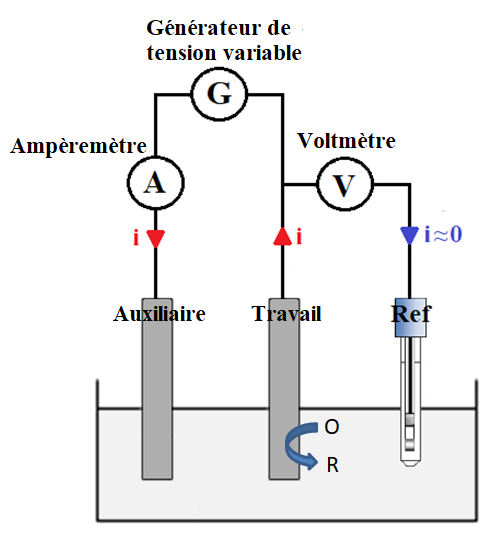 Générateur de
tension variable
G
Ampèremètre
Voltmètre
A
V
i
i
i≈0
Auxiliaire
Travail
Ref
O
R